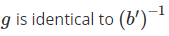 g is identical to (b′)⁻¹